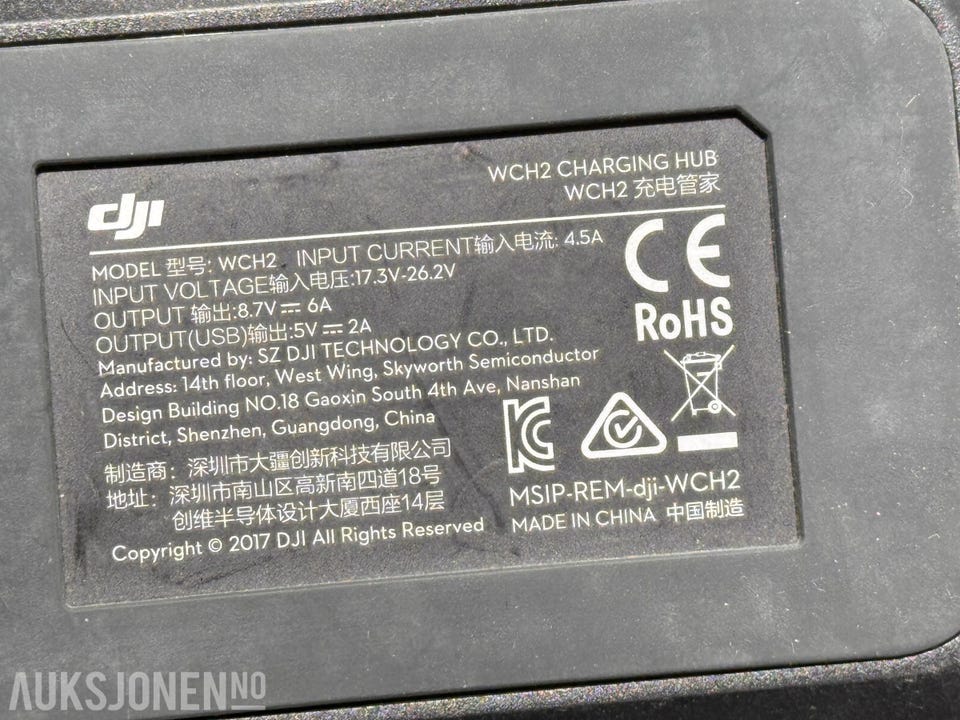 WCH2 CHARGING HUB
WCH2 充电管家
dji
MODEL 型号: WCH2 INPUT CURRENT输入电流: 4.5A
INPUT VOLTAGE输入电压:17.3V-26.2V
OUTPUT 输出:8.7V⎓6A
OUTPUT(USB)输出:5V⎓2A
Manufactured by: SZ DJI TECHNOLOGY CO., LTD.
Address: 14th floor, West Wing, Skyworth Semiconductor
Design Building NO.18 Gaoxin South 4th Ave, Nanshan
District, Shenzhen, Guangdong, China
制造商: 深圳市大疆创新科技有限公司
地址: 深圳市南山区高新南四道18号
创维半导体设计大厦西座14层
Copyright © 2017 DJI All Rights Reserved
CE
RoHS
KC
MSIP-REM-dji-WCH2
MADE IN CHINA 中国制造
AUKSJONEN.NO